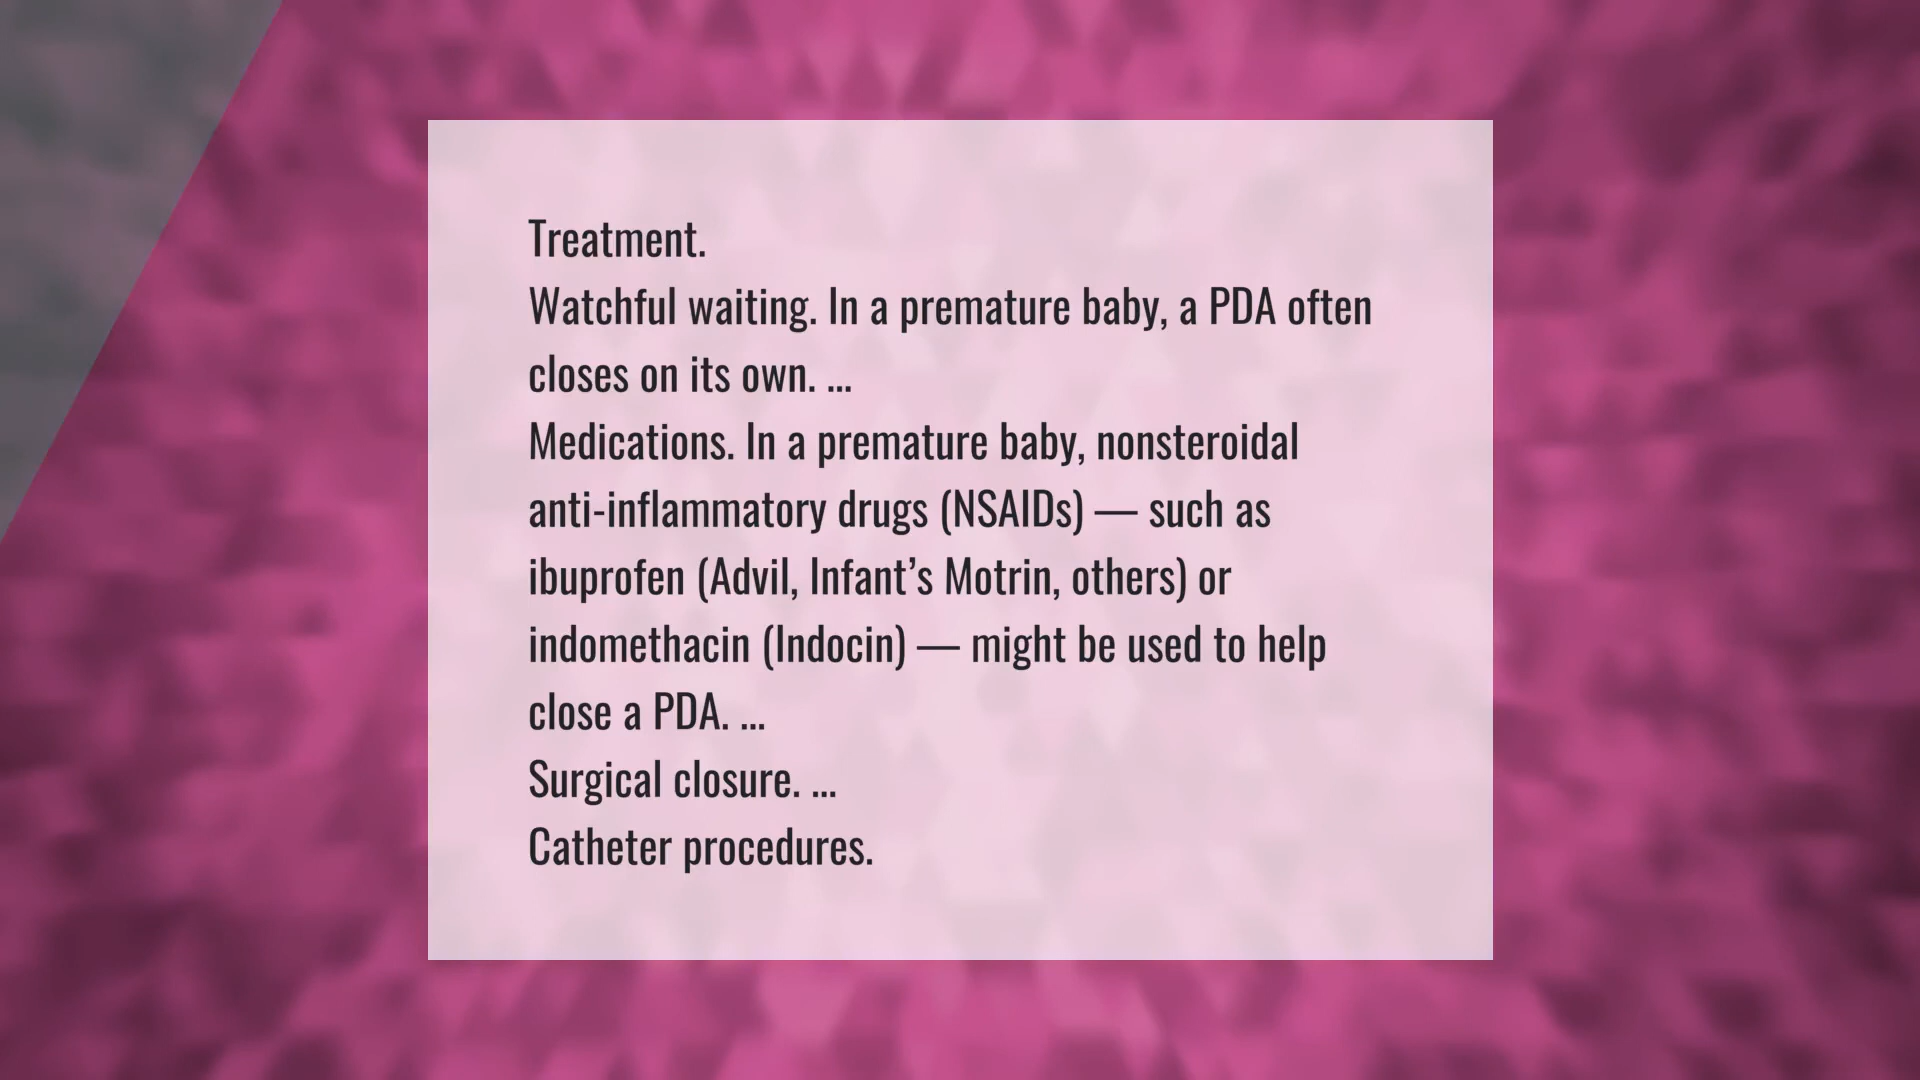 Treatment.
Watchful waiting. In a premature baby, a PDA often
closes on its own. ...
Medications. In a premature baby, nonsteroidal
anti-inflammatory drugs (NSAIDs) — such as
ibuprofen (Advil, Infant’s Motrin, others) or
indomethacin (Indocin) — might be used to help
close a PDA. ...
Surgical closure. ...
Catheter procedures.